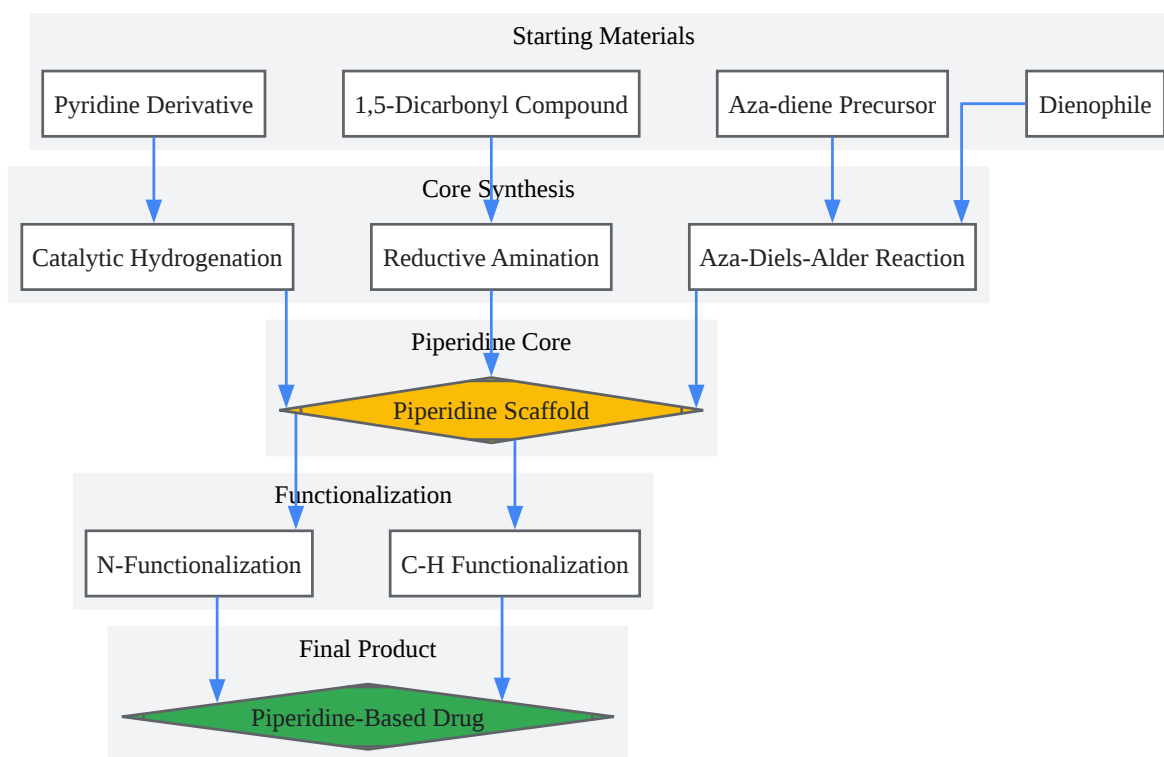 Starting Materials
Pyridine Derivative
1,5-Dicarbonyl Compound
Aza-diene Precursor
Dienophile
Core Synthesis
Catalytic Hydrogenation
Reductive Amination
Aza-Diels-Alder Reaction
Piperidine Core
Piperidine Scaffold
Functionalization
N-Functionalization
C-H Functionalization
Final Product
Piperidine-Based Drug